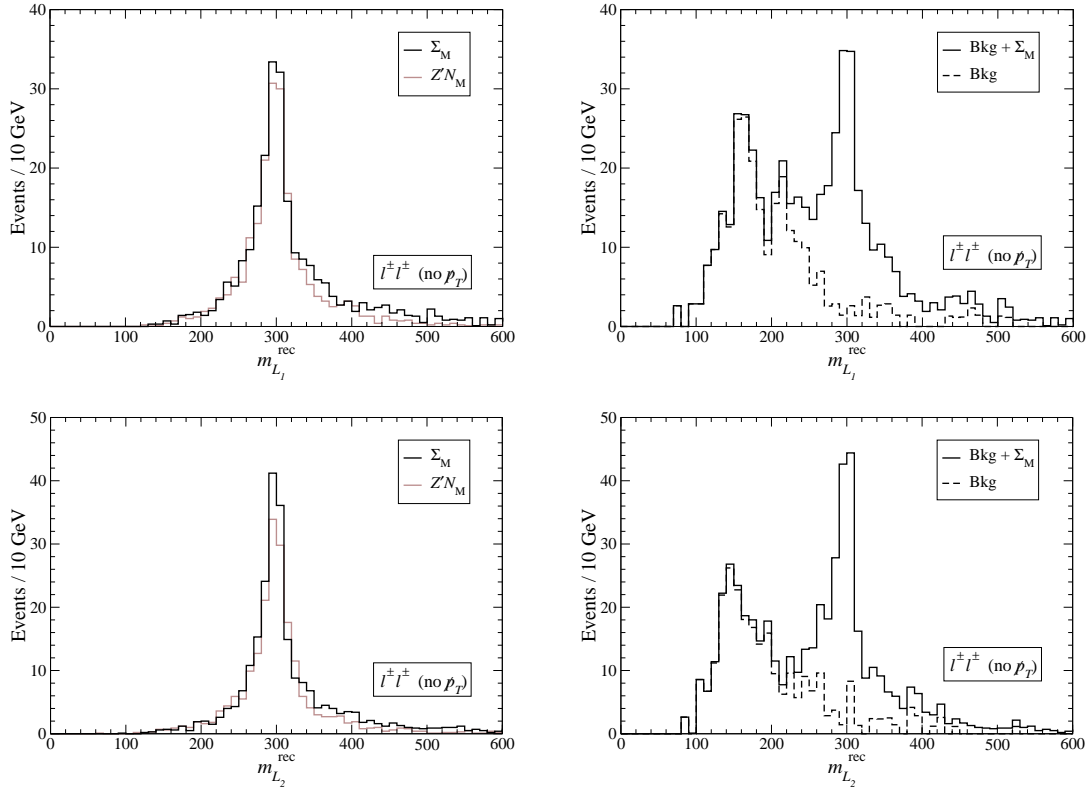 40
30
20
10
0
Events / 10 GeV
Σ_M
Z'N_M
l^±l^± (no p̸_T)
0 100 200 300 400 500 600
m_{L_1}^{rec}
40
30
20
10
0
Events / 10 GeV
Bkg + Σ_M
Bkg
l^±l^± (no p̸_T)
0 100 200 300 400 500 600
m_{L_1}^{rec}
50
40
30
20
10
0
Events / 10 GeV
Σ_M
Z'N_M
l^±l^± (no p̸_T)
0 100 200 300 400 500 600
m_{L_2}^{rec}
50
40
30
20
10
0
Events / 10 GeV
Bkg + Σ_M
Bkg
l^±l^± (no p̸_T)
0 100 200 300 400 500 600
m_{L_2}^{rec}